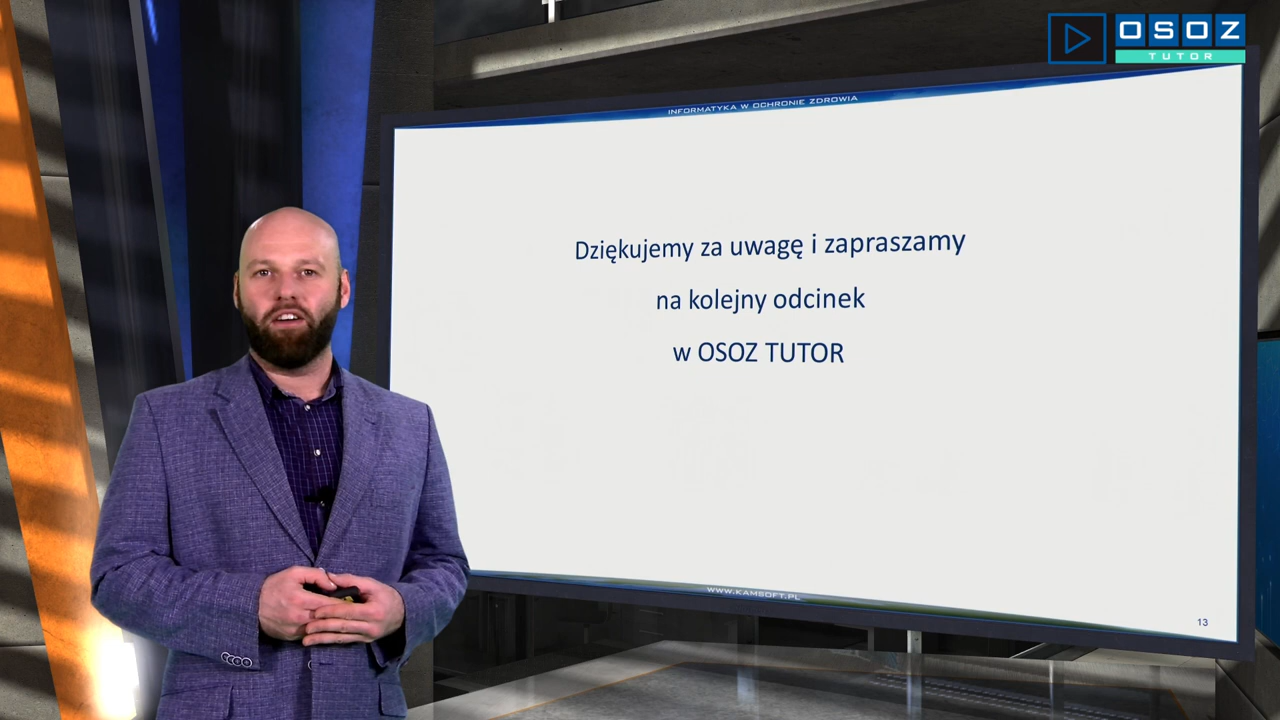 OSOZ
TUTOR
INFORMATYKA W OCHRONIE ZDROWIA
Dziękujemy za uwagę i zapraszamy
na kolejny odcinek
w OSOZ TUTOR
WWW.KAMSOFT.PL
13